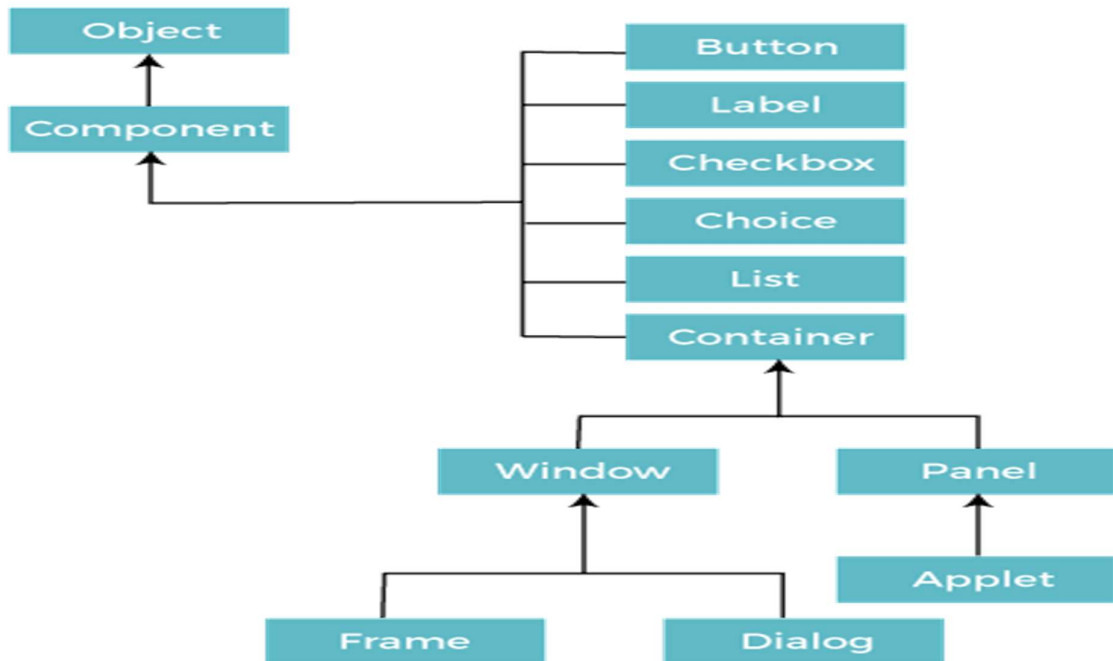 Object
Component
Button
Label
Checkbox
Choice
List
Container
Window
Panel
Applet
Frame
Dialog